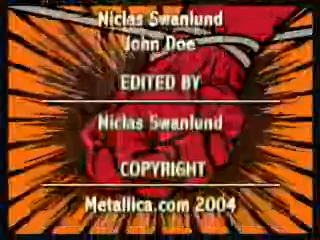 Niclas Swanlund
John Doe
EDITED BY
Niclas Swanlund
COPYRIGHT
Metallica.com 2004